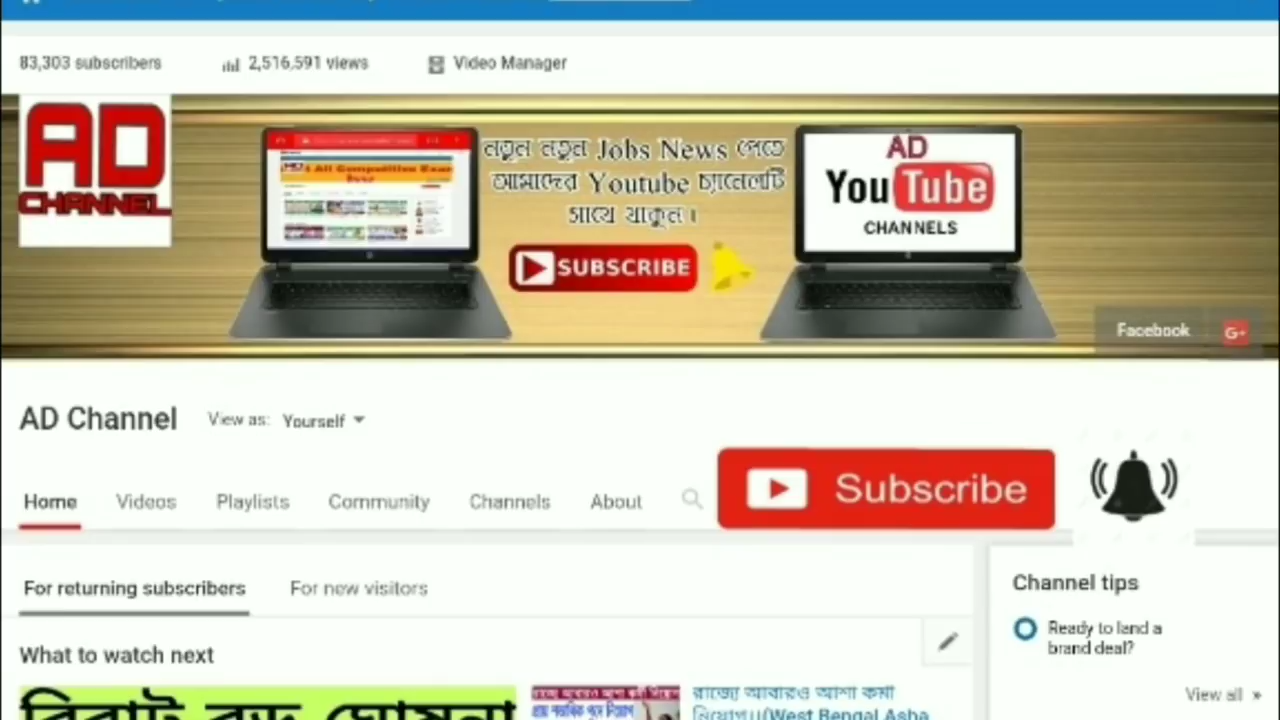 83,303 subscribers
2,516,591 views
Video Manager
AD
CHANNEL
নতুন নতুন Jobs News পেতে
আমাদের Youtube চ্যানেলটি
সাথে থাকুন।
SUBSCRIBE
AD
YouTube
CHANNELS
Facebook
G+
AD Channel
View as: Yourself
Home
Videos
Playlists
Community
Channels
About
Subscribe
For returning subscribers
For new visitors
Channel tips
Ready to land a
brand deal?
What to watch next
View all »
বিরাট বড় ঘোষনা
রাজ্যে আবারও আশা কর্মী
নিয়োগ।।(West Bengal Asha